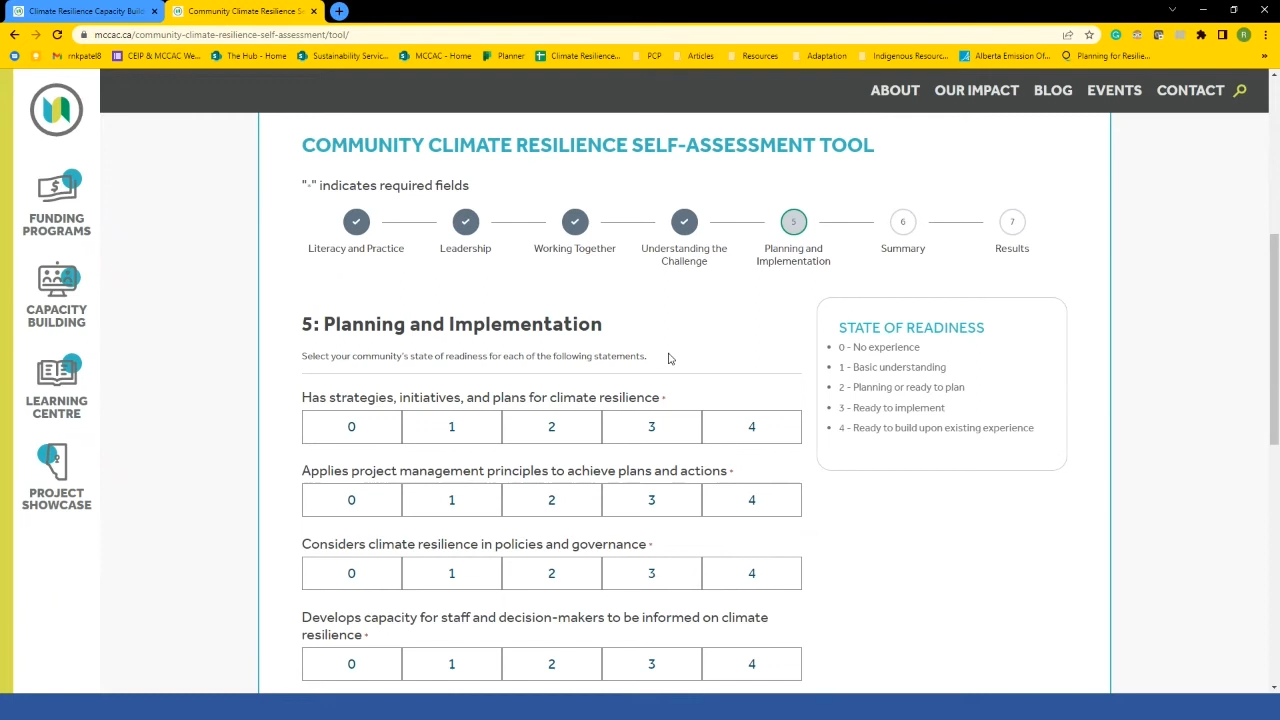 Climate Resilience Capacity Build
Community Climate Resilience Se
mccac.ca/community-climate-resilience-self-assessment/tool/
R
rnkpatel8
CEIP & MCCAC We...
The Hub - Home
Sustainability Servic...
MCCAC - Home
Planner
Climate Resilience...
PCP
Articles
Resources
Adaptation
Indigenous Resourc...
Alberta Emission Of...
Planning for Resilie...
»
ABOUT
OUR IMPACT
BLOG
EVENTS
CONTACT
FUNDING
PROGRAMS
CAPACITY
BUILDING
LEARNING
CENTRE
PROJECT
SHOWCASE
COMMUNITY CLIMATE RESILIENCE SELF-ASSESSMENT TOOL
"*" indicates required fields
5
6
7
Literacy and Practice
Leadership
Working Together
Understanding the
Challenge
Planning and
Implementation
Summary
Results
5: Planning and Implementation
Select your community's state of readiness for each of the following statements.
Has strategies, initiatives, and plans for climate resilience *
0 1 2 3 4
Applies project management principles to achieve plans and actions *
0 1 2 3 4
Considers climate resilience in policies and governance *
0 1 2 3 4
Develops capacity for staff and decision-makers to be informed on climate
resilience *
0 1 2 3 4
STATE OF READINESS
• 0 - No experience
• 1 - Basic understanding
• 2 - Planning or ready to plan
• 3 - Ready to implement
• 4 - Ready to build upon existing experience